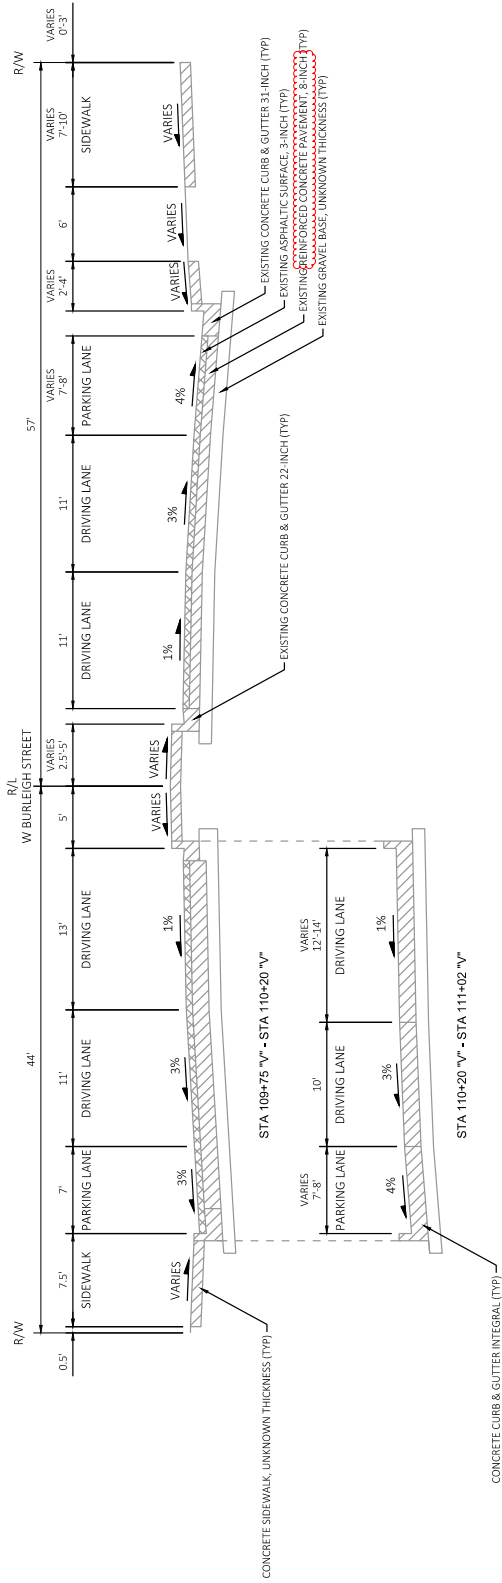 R/W
R/L
W BURLEIGH STREET
R/W
44'
57'
0.5'
7.5'
SIDEWALK
7'
PARKING LANE
11'
DRIVING LANE
13'
DRIVING LANE
5'
VARIES
2.5'-5'
11'
DRIVING LANE
11'
DRIVING LANE
VARIES
7'-8'
PARKING LANE
VARIES
2'-4'
6'
VARIES
7'-10'
SIDEWALK
VARIES
0'-3'
VARIES
3%
3%
1%
VARIES
VARIES
1%
3%
4%
VARIES
VARIES
VARIES
EXISTING CONCRETE CURB & GUTTER 31-INCH (TYP)
EXISTING ASPHALTIC SURFACE, 3-INCH (TYP)
EXISTING REINFORCED CONCRETE PAVEMENT, 8-INCH (TYP)
EXISTING GRAVEL BASE, UNKNOWN THICKNESS (TYP)
EXISTING CONCRETE CURB & GUTTER 22-INCH (TYP)
CONCRETE SIDEWALK, UNKNOWN THICKNESS (TYP)
STA 109+75 "V" - STA 110+20 "V"
VARIES
7'-8'
PARKING LANE
10'
DRIVING LANE
VARIES
12'-14'
DRIVING LANE
4%
3%
1%
STA 110+20 "V" - STA 111+02 "V"
CONCRETE CURB & GUTTER INTEGRAL (TYP)